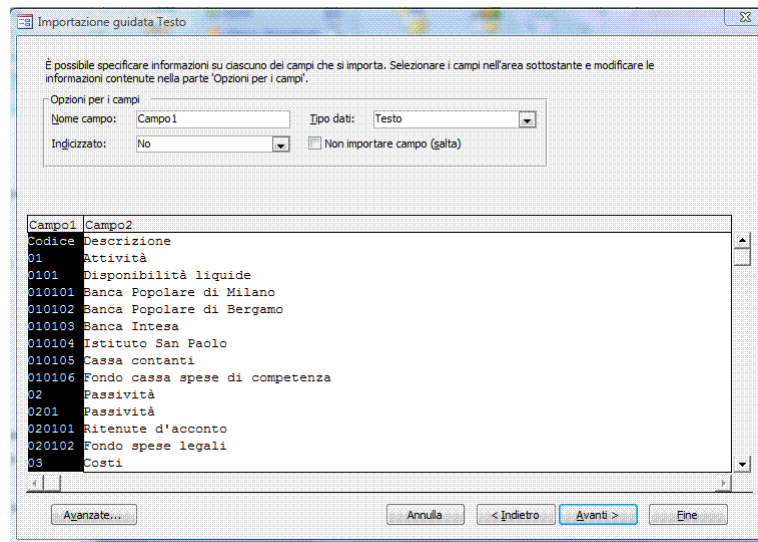 Importazione guidata Testo
È possibile specificare informazioni su ciascuno dei campi che si importa. Selezionare i campi nell'area sottostante e modificare le
informazioni contenute nella parte 'Opzioni per i campi'.
Opzioni per i campi
Nome campo: Campo1 Tipo dati: Testo
Indicizzato: No Non importare campo (salta)
Campo1 Campo2
Codice Descrizione
01 Attività
0101 Disponibilità liquide
010101 Banca Popolare di Milano
010102 Banca Popolare di Bergamo
010103 Banca Intesa
010104 Istituto San Paolo
010105 Cassa contanti
010106 Fondo cassa spese di competenza
02 Passività
0201 Passività
020101 Ritenute d'acconto
020102 Fondo spese legali
03 Costi
Avanzate... Annulla < Indietro Avanti > Fine